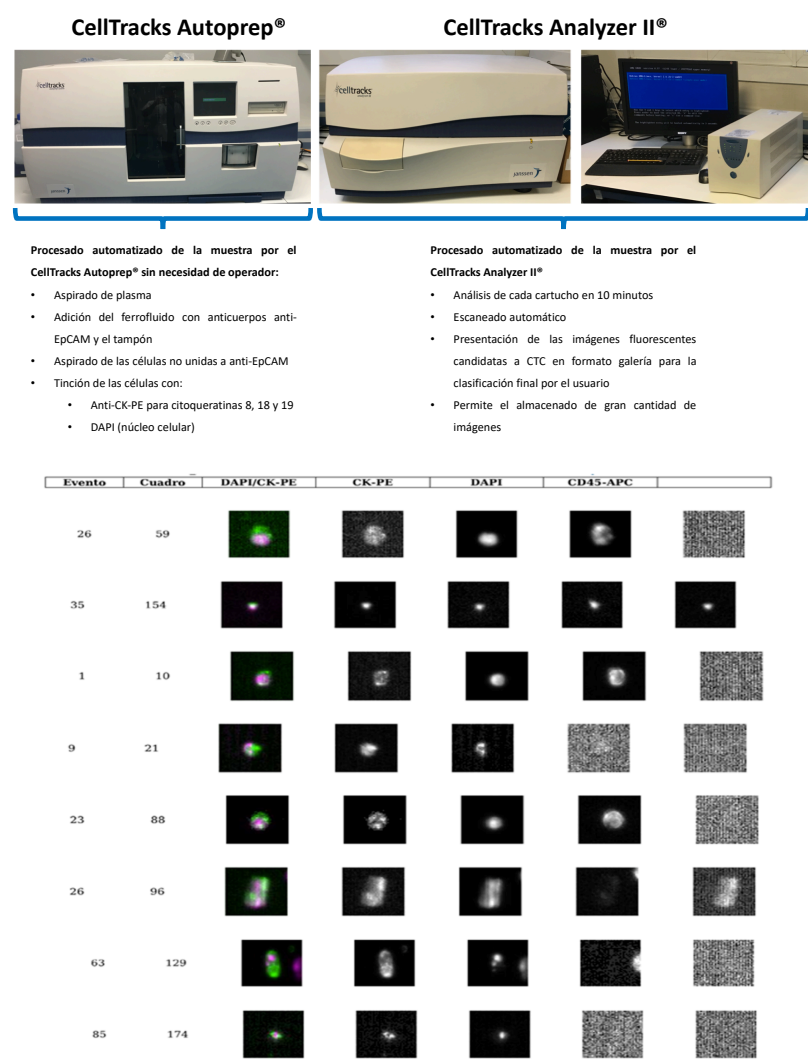 CellTracks Autoprep®
CellTracks Analyzer II®
celltracks
janssen
celltracks
janssen
Procesado automatizado de la muestra por el
CellTracks Autoprep® sin necesidad de operador:
• Aspirado de plasma
• Adición del ferrofluido con anticuerpos anti-
EpCAM y el tampón
• Aspirado de las células no unidas a anti-EpCAM
• Tinción de las células con:
• Anti-CK-PE para citoqueratinas 8, 18 y 19
• DAPI (núcleo celular)
Procesado automatizado de la muestra por el
CellTracks Analyzer II®
• Análisis de cada cartucho en 10 minutos
• Escaneado automático
• Presentación de las imágenes fluorescentes
candidatas a CTC en formato galería para la
clasificación final por el usuario
• Permite el almacenado de gran cantidad de
imágenes
Evento Cuadro DAPI/CK-PE CK-PE DAPI CD45-APC
26 59
35 154
1 10
9 21
23 88
26 96
63 129
85 174